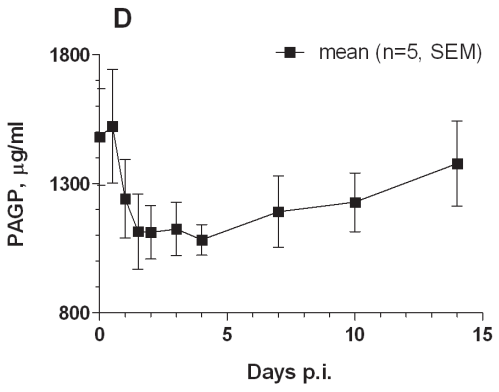 D
1800
mean (n=5, SEM)
PAGP, µg/ml
1300
800
0
5
10
15
Days p.i.